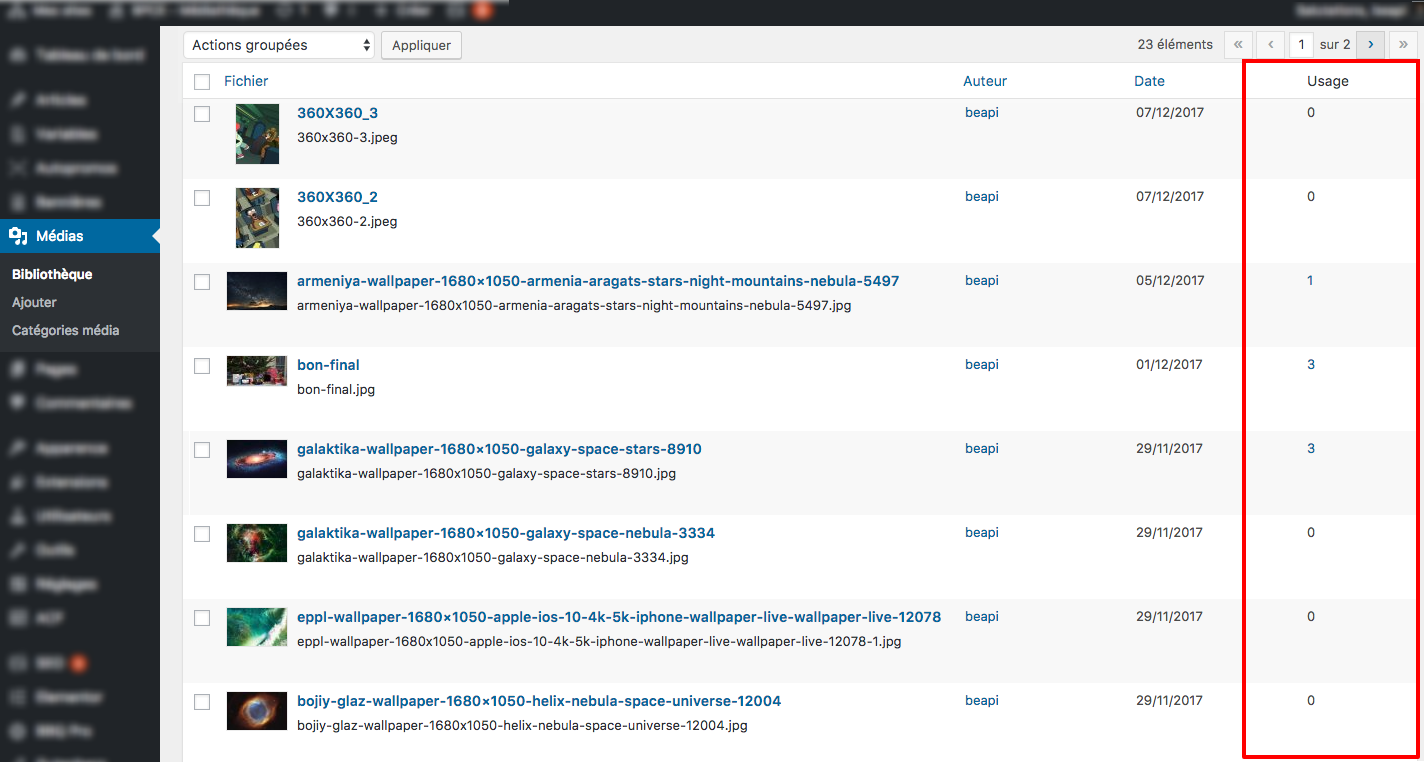 Actions groupées Appliquer 23 éléments « ‹ 1 sur 2 › »
Fichier Auteur Date Usage
360X360_3 beapi 07/12/2017 0
360x360-3.jpeg
360X360_2 beapi 07/12/2017 0
360x360-2.jpeg
Médias
armeniya-wallpaper-1680×1050-armenia-aragats-stars-night-mountains-nebula-5497 beapi 05/12/2017 1
armeniya-wallpaper-1680x1050-armenia-aragats-stars-night-mountains-nebula-5497.jpg
Bibliothèque
Ajouter
Catégories média
bon-final beapi 01/12/2017 3
bon-final.jpg
galaktika-wallpaper-1680×1050-galaxy-space-stars-8910 beapi 29/11/2017 3
galaktika-wallpaper-1680x1050-galaxy-space-stars-8910.jpg
galaktika-wallpaper-1680×1050-galaxy-space-nebula-3334 beapi 29/11/2017 0
galaktika-wallpaper-1680x1050-galaxy-space-nebula-3334.jpg
eppl-wallpaper-1680×1050-apple-ios-10-4k-5k-iphone-wallpaper-live-wallpaper-live-12078 beapi 29/11/2017 0
eppl-wallpaper-1680x1050-apple-ios-10-4k-5k-iphone-wallpaper-live-wallpaper-live-12078-1.jpg
bojiy-glaz-wallpaper-1680×1050-helix-nebula-space-universe-12004 beapi 29/11/2017 0
bojiy-glaz-wallpaper-1680x1050-helix-nebula-space-universe-12004.jpg